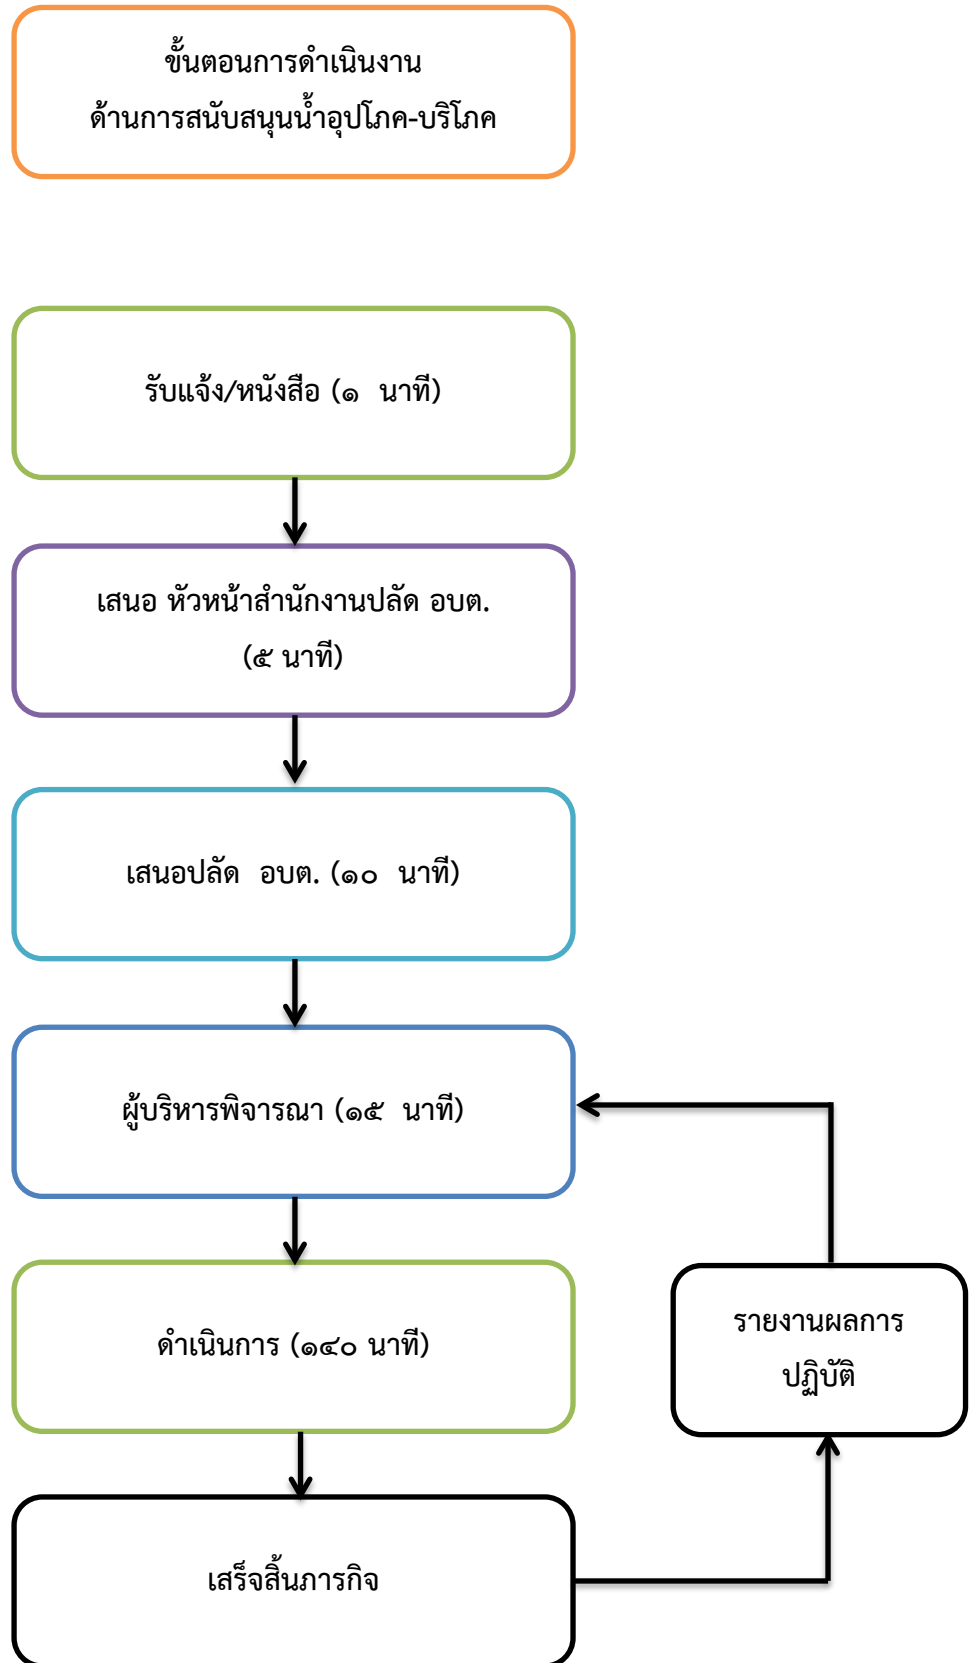 ขั้นตอนการดำเนินงาน
ด้านการสนับสนุนน้ำอุปโภค-บริโภค
รับแจ้ง/หนังสือ (๑  นาที)
เสนอ หัวหน้าสำนักงานปลัด อบต.
(๕ นาที)
เสนอปลัด  อบต. (๑๐  นาที)
ผู้บริหารพิจารณา (๑๕  นาที)
ดำเนินการ (๑๔๐ นาที)
รายงานผลการ
ปฏิบัติ
เสร็จสิ้นภารกิจ